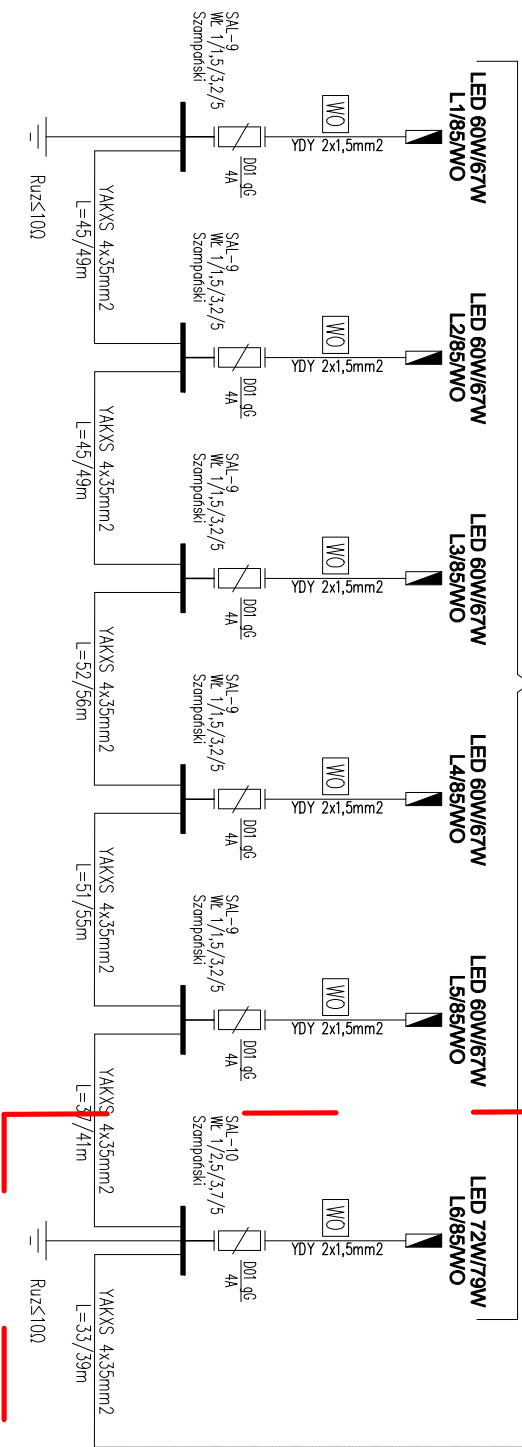 LED 60W/67W
L1/85/WO
WO
YDY 2x1,5mm2
SAL-9
WŁ 1/1,5/3,2/5
Szampański
D01 gG
4A
Ruz≤10Ω
YAKXS 4x35mm2
L=45/49m
LED 60W/67W
L2/85/WO
WO
YDY 2x1,5mm2
SAL-9
WŁ 1/1,5/3,2/5
Szampański
D01 gG
4A
YAKXS 4x35mm2
L=45/49m
LED 60W/67W
L3/85/WO
WO
YDY 2x1,5mm2
SAL-9
WŁ 1/1,5/3,2/5
Szampański
D01 gG
4A
YAKXS 4x35mm2
L=52/56m
LED 60W/67W
L4/85/WO
WO
YDY 2x1,5mm2
SAL-9
WŁ 1/1,5/3,2/5
Szampański
D01 gG
4A
YAKXS 4x35mm2
L=51/55m
LED 60W/67W
L5/85/WO
WO
YDY 2x1,5mm2
SAL-9
WŁ 1/1,5/3,2/5
Szampański
D01 gG
4A
YAKXS 4x35mm2
L=37/41m
LED 72W/79W
L6/85/WO
WO
YDY 2x1,5mm2
SAL-10
WŁ 1/2,5/3,7/5
Szampański
D01 gG
4A
Ruz≤10Ω
YAKXS 4x35mm2
L=33/39m